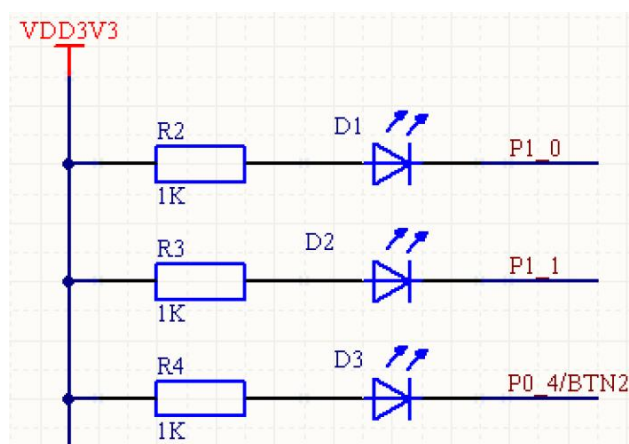 VDD3V3
R2
D1
P1_0
1K
R3
D2
P1_1
1K
R4
D3
P0_4/BTN2
1K